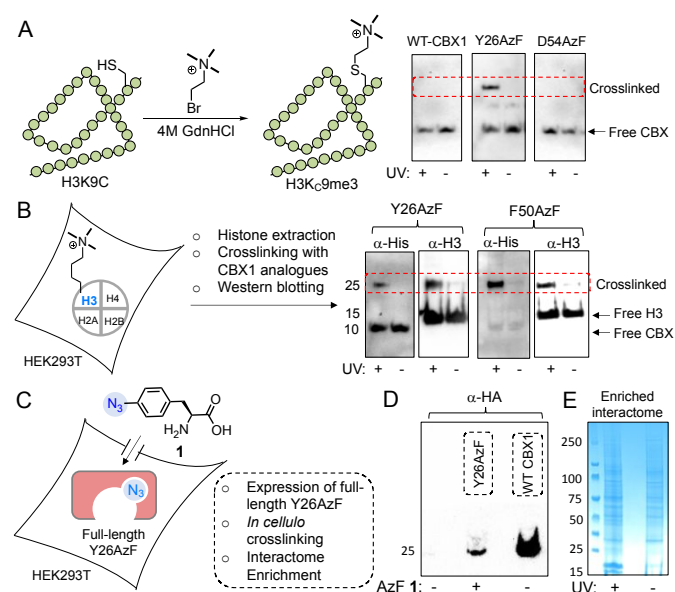 A
HS
N
⊕
Br
4M GdnHCl
H3K9C
N
⊕
S
H3KC9me3
WT-CBX1 Y26AzF D54AzF
Crosslinked
Free CBX
UV: + - + - + -
B
N
⊕
H3 H4
H2A H2B
HEK293T
Histone extraction
Crosslinking with
CBX1 analogues
Western blotting
Y26AzF F50AzF
α-His α-H3 α-His α-H3
25
15
10
Crosslinked
Free H3
Free CBX
UV: + - + - + - + -
C
N3
O
OH
H2N
1
N3
Full-length
Y26AzF
HEK293T
Expression of full-
length Y26AzF
In cellulo
crosslinking
Interactome
Enrichment
D
α-HA
Y26AzF
WT CBX1
25
AzF 1: - + -
E
Enriched
interactome
250
100
75
50
25
15
UV: + -